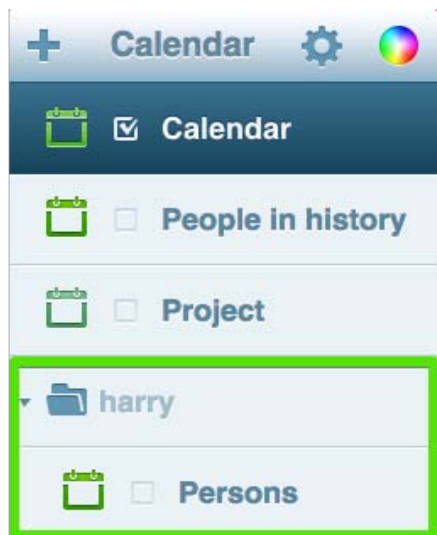 Calendar
Calendar
People in history
Project
harry
Persons